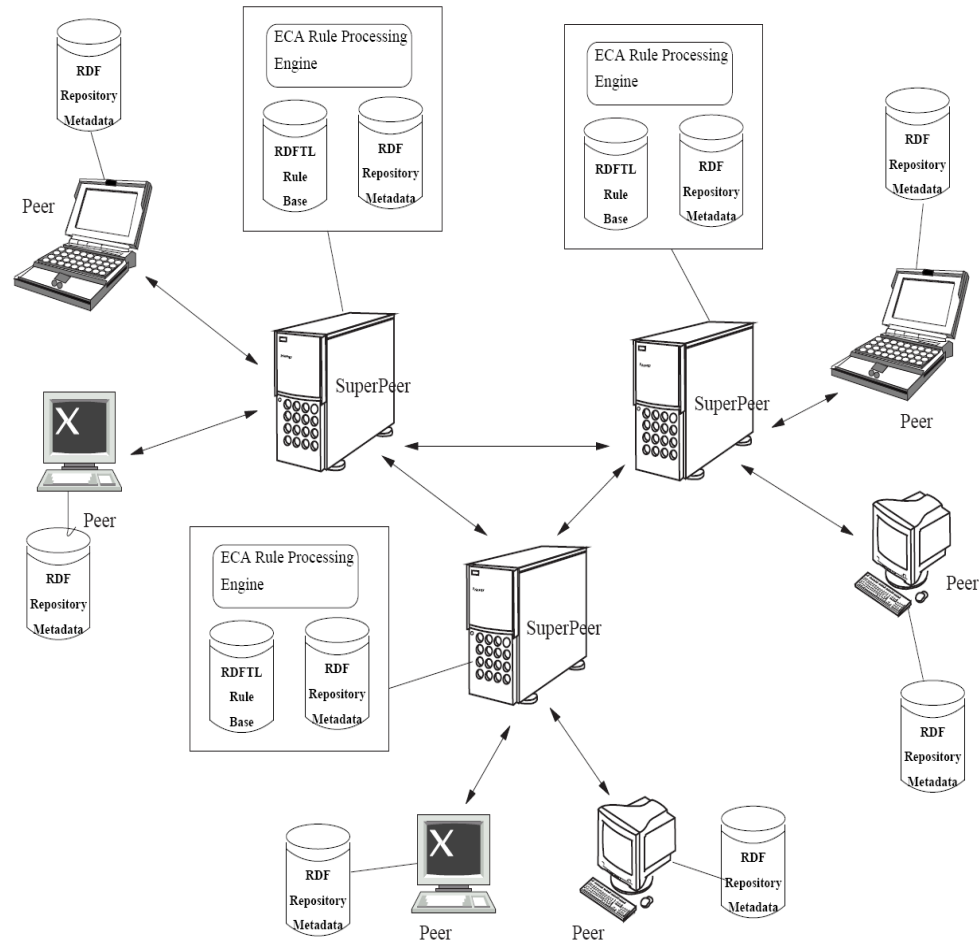 RDF
Repository
Metadata
Peer
ECA Rule Processing
Engine
RDFTL
Rule
Base
RDF
Repository
Metadata
ECA Rule Processing
Engine
RDFTL
Rule
Base
RDF
Repository
Metadata
RDF
Repository
Metadata
SuperPeer
SuperPeer
Peer
X
Peer
RDF
Repository
Metadata
Peer
ECA Rule Processing
Engine
RDFTL
Rule
Base
RDF
Repository
Metadata
SuperPeer
RDF
Repository
Metadata
RDF
Repository
Metadata
X
Peer
Peer
RDF
Repository
Metadata